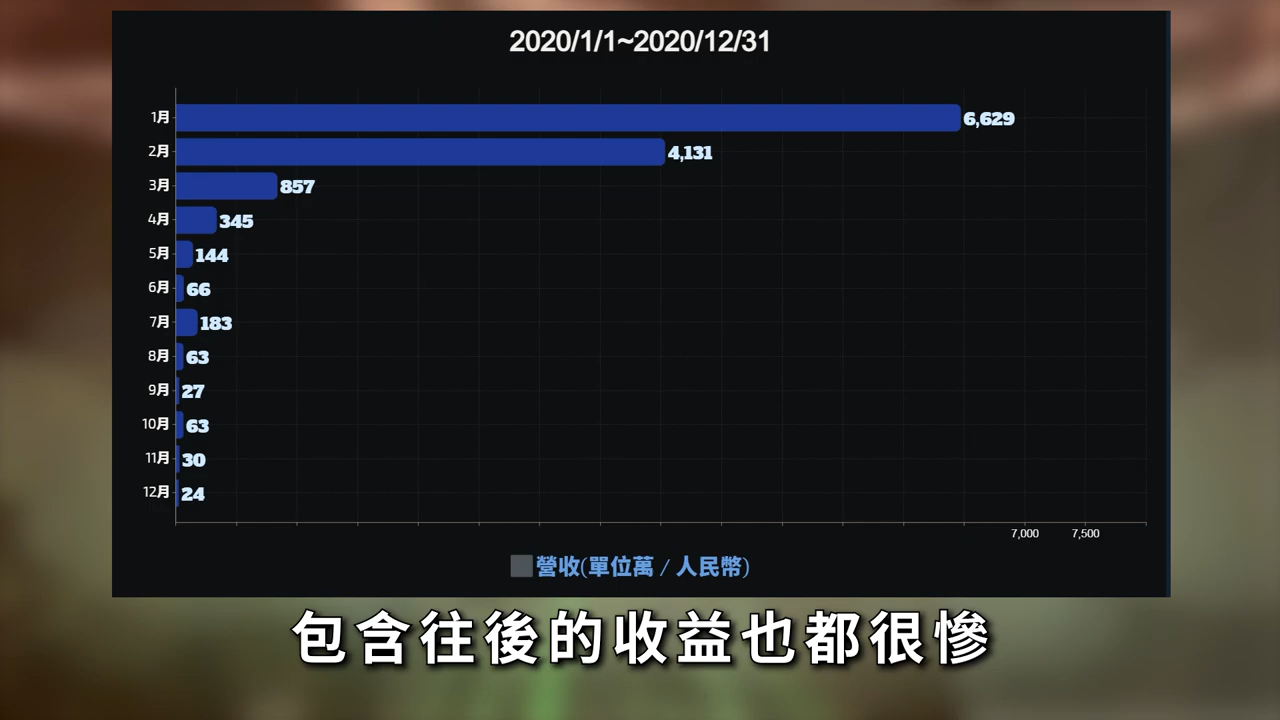 2020/1/1~2020/12/31
1月 6,629
2月 4,131
3月 857
4月 345
5月 144
6月 66
7月 183
8月 63
9月 27
10月 63
11月 30
12月 24
7,000 7,500
營收(單位萬 / 人民幣)
包含往後的收益也都很慘